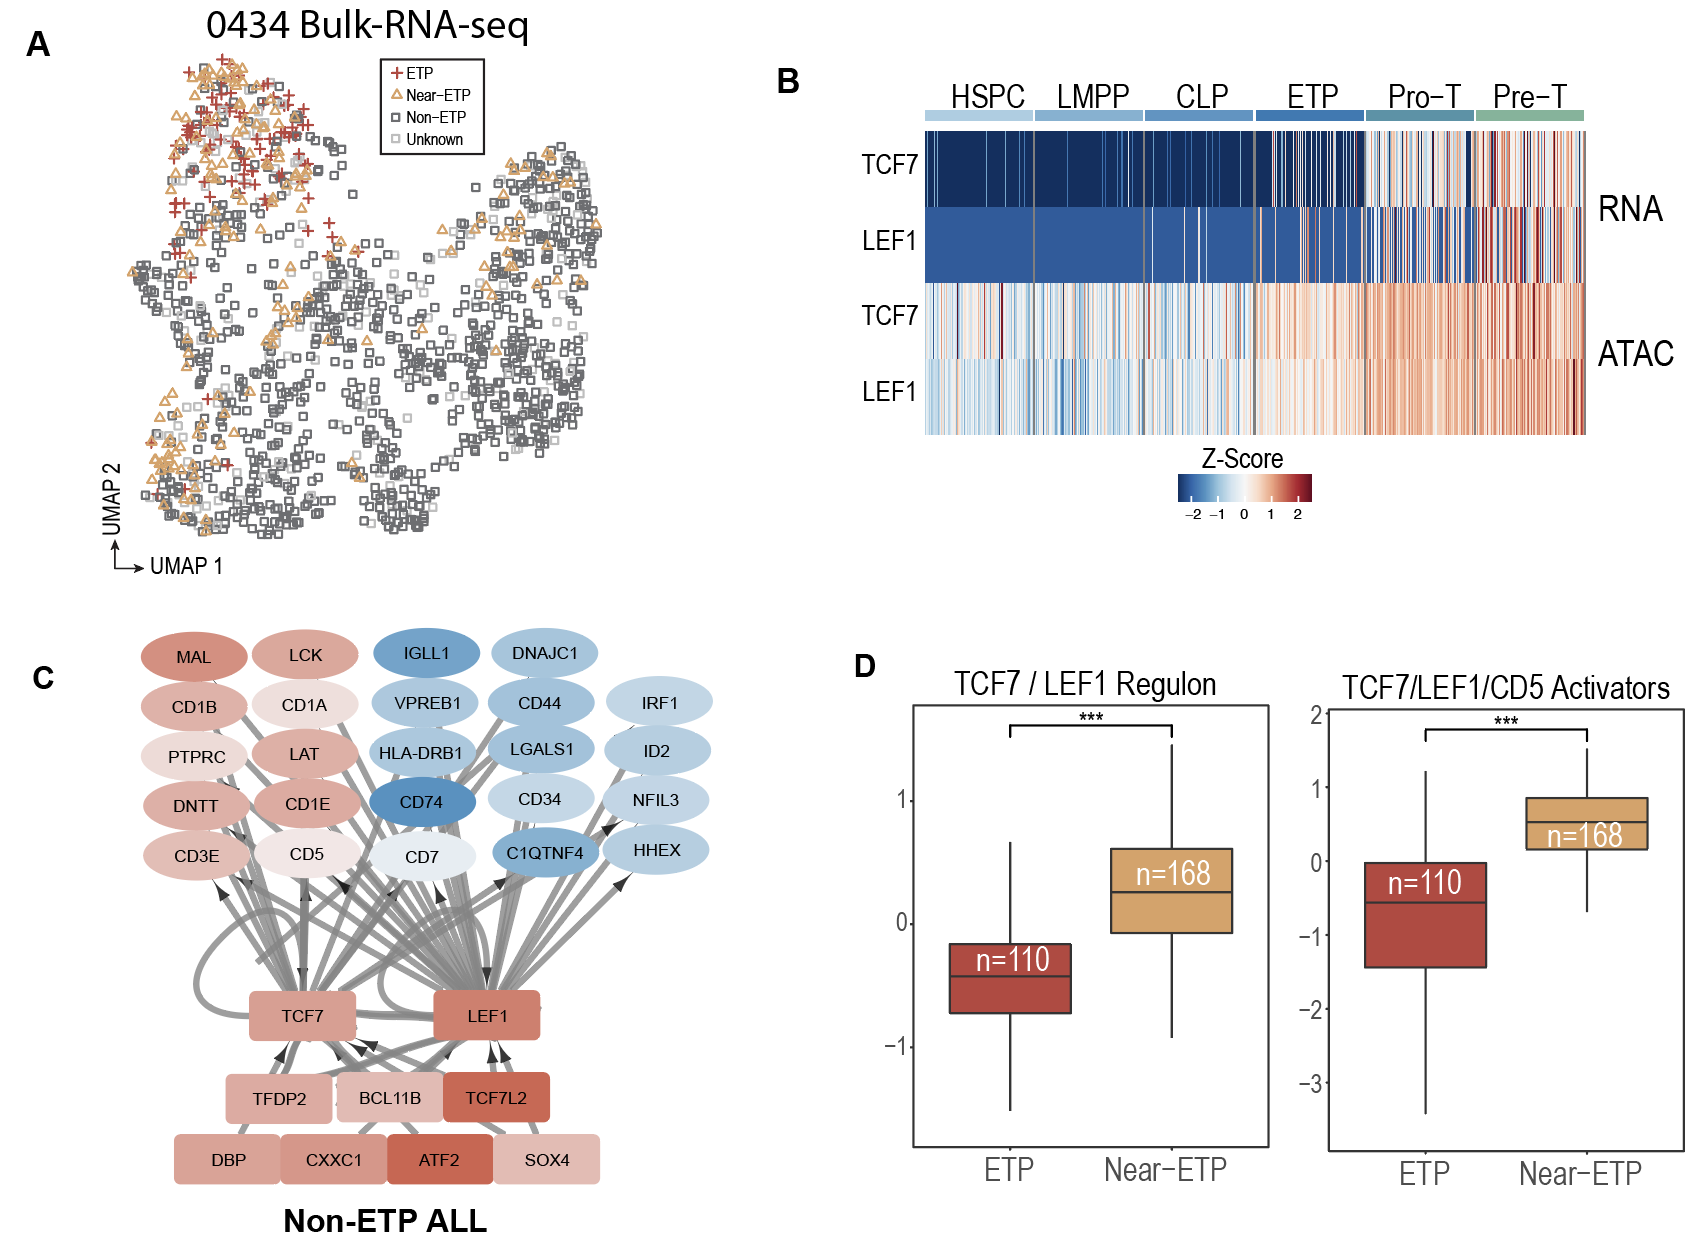 A
0434 Bulk-RNA-seq
ETP
Near-ETP
Non-ETP
Unknown
UMAP 2
UMAP 1
B
HSPC LMPP CLP ETP Pro-T Pre-T
TCF7
LEF1
RNA
TCF7
LEF1
ATAC
Z-Score
-2 -1 0 1 2
C
MAL LCK IGLL1 DNAJC1
CD1B CD1A VPREB1 CD44 IRF1
PTPRC LAT HLA-DRB1 LGALS1 ID2
DNTT CD1E CD74 CD34 NFIL3
CD3E CD5 CD7 C1QTNF4 HHEX
TCF7 LEF1
TFDP2 BCL11B TCF7L2
DBP CXXC1 ATF2 SOX4
Non-ETP ALL
D
TCF7 / LEF1 Regulon
***
1
0
-1
n=110
n=168
ETP Near-ETP
TCF7/LEF1/CD5 Activators
***
2
1
0
-1
-2
-3
n=110
n=168
ETP Near-ETP